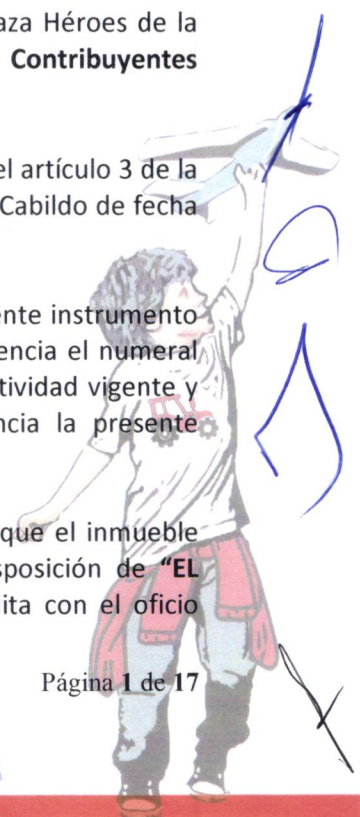 aza Héroes de la
Contribuyentes
el artículo 3 de la
Cabildo de fecha
ente instrumento
encia el numeral
tividad vigente y
ncia la presente
que el inmueble
sposición de "EL
ita con el oficio
Página 1 de 17